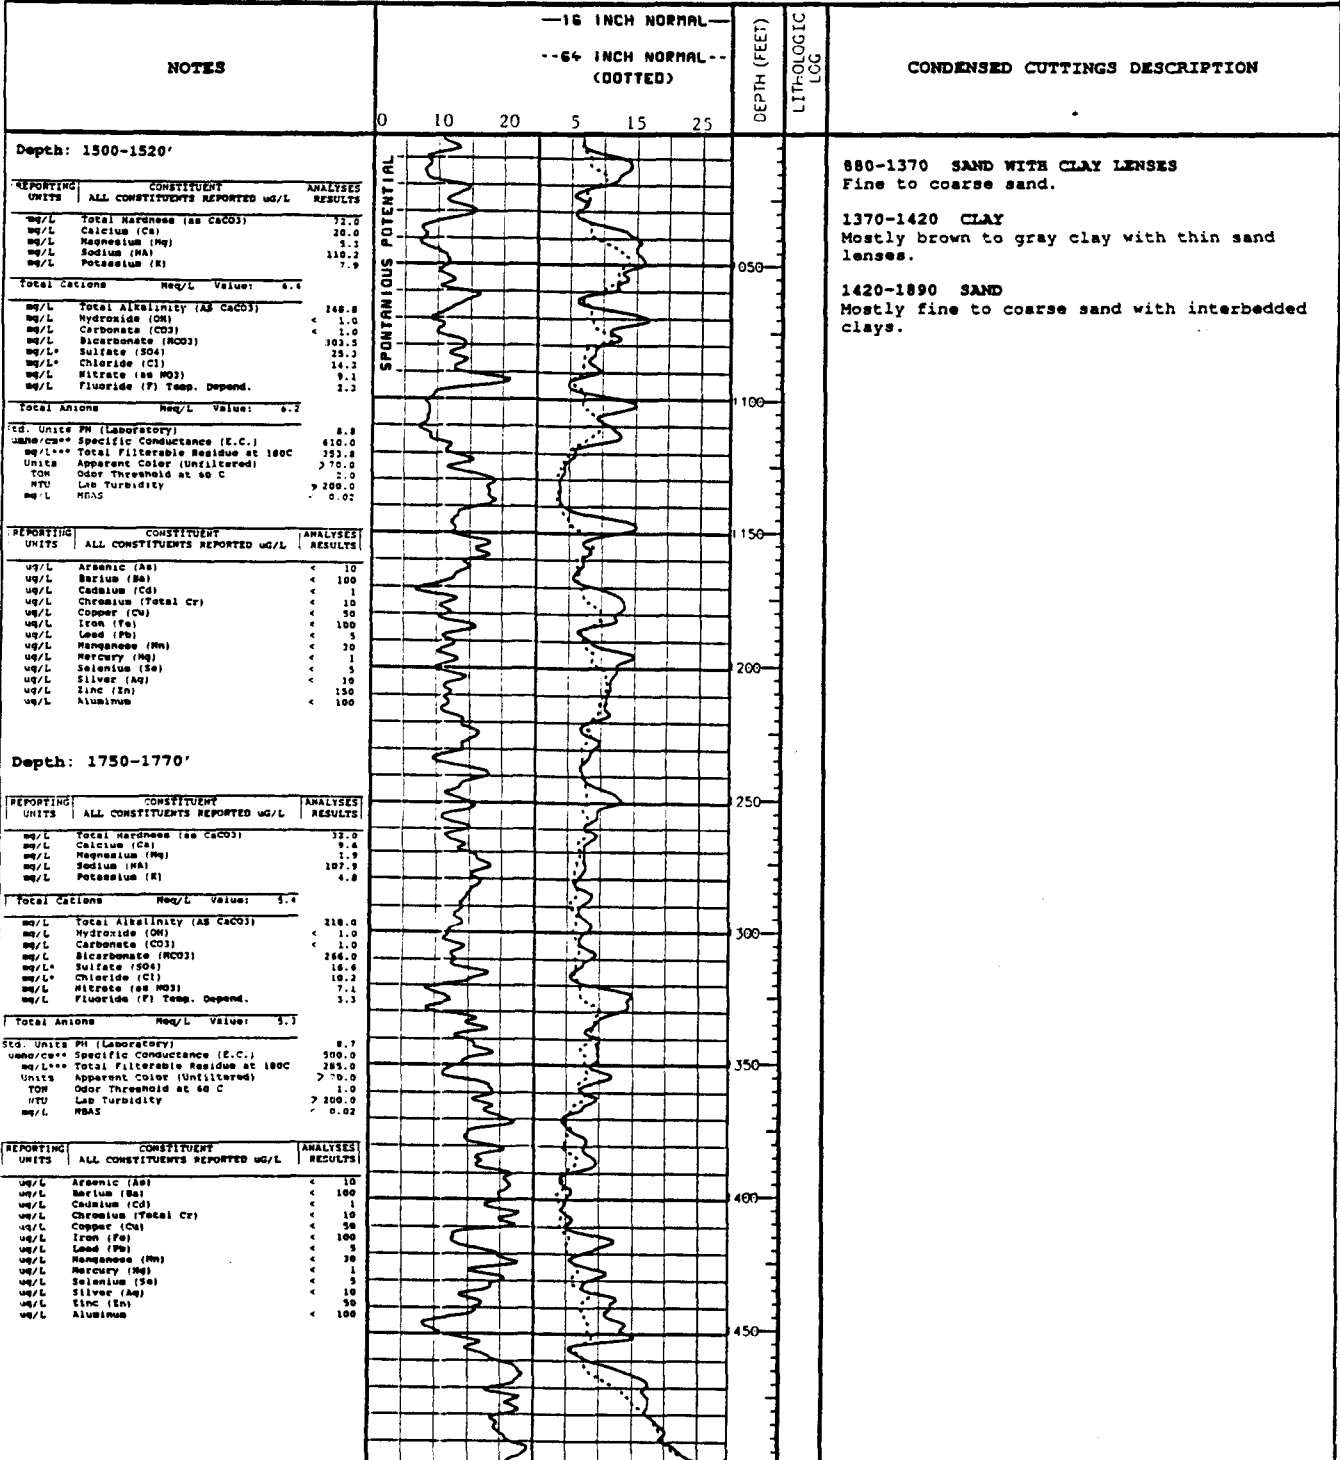 NOTES
—16 INCH NORMAL—
--64 INCH NORMAL--
(DOTTED)
DEPTH (FEET)
LITHOLOGIC LOG
CONDENSED CUTTINGS DESCRIPTION
0 10 20 5 15 25
SPONTANIOUS POTENTIAL
Depth: 1500-1520'
REPORTING UNITS CONSTITUENT ALL CONSTITUENTS REPORTED uG/L ANALYSES RESULTS
mg/L Total Hardness (as CaCO3) 72.0
mg/L Calcium (Ca) 20.0
mg/L Magnesium (Mg) 5.3
mg/L Sodium (NA) 110.2
mg/L Potassium (K) 7.9
Total Cations Meq/L Value: 6.4
mg/L Total Alkalinity (AS CaCO3) 248.8
mg/L Hydroxide (OH) < 1.0
mg/L Carbonate (CO3) < 1.0
mg/L Bicarbonate (HCO3) 303.5
mg/L* Sulfate (SO4) 25.3
mg/L* Chloride (Cl) 14.3
mg/L Nitrate (as NO3) 9.1
mg/L Fluoride (F) Temp. Depend. 2.3
Total Anions Meq/L Value: 6.2
Std. Units PH (Laboratory) 8.8
umho/cm** Specific Conductance (E.C.) 610.0
mg/L*** Total Filterable Residue at 180C 353.8
Units Apparent Color (Unfiltered) >70.0
TON Odor Threshold at 60 C 2.0
NTU Lab Turbidity > 200.0
mg/L MBAS 0.02
REPORTING UNITS CONSTITUENT ALL CONSTITUENTS REPORTED uG/L ANALYSES RESULTS
ug/L Arsenic (As) < 10
ug/L Barium (Ba) < 100
ug/L Cadmium (Cd) < 1
ug/L Chromium (Total Cr) < 10
ug/L Copper (Cu) < 50
ug/L Iron (Fe) < 100
ug/L Lead (Pb) < 5
ug/L Manganese (Mn) < 30
ug/L Mercury (Hg) < 1
ug/L Selenium (Se) < 5
ug/L Silver (Ag) < 10
ug/L Zinc (Zn) 150
ug/L Aluminum < 100
Depth: 1750-1770'
REPORTING UNITS CONSTITUENT ALL CONSTITUENTS REPORTED uG/L ANALYSES RESULTS
mg/L Total Hardness (as CaCO3) 32.0
mg/L Calcium (Ca) 9.6
mg/L Magnesium (Mg) 1.9
mg/L Sodium (NA) 107.9
mg/L Potassium (K) 4.8
Total Cations Meq/L Value: 5.4
mg/L Total Alkalinity (AS CaCO3) 218.0
mg/L Hydroxide (OH) < 1.0
mg/L Carbonate (CO3) < 1.0
mg/L Bicarbonate (HCO3) 266.0
mg/L* Sulfate (SO4) 16.6
mg/L* Chloride (Cl) 10.2
mg/L Nitrate (as NO3) 7.1
mg/L Fluoride (F) Temp. Depend. 3.3
Total Anions Meq/L Value: 5.3
Std. Units PH (Laboratory) 8.7
umho/cm** Specific Conductance (E.C.) 500.0
mg/L*** Total Filterable Residue at 180C 285.0
Units Apparent Color (Unfiltered) > 70.0
TON Odor Threshold at 60 C 1.0
NTU Lab Turbidity > 200.0
mg/L MBAS < 0.02
REPORTING UNITS CONSTITUENT ALL CONSTITUENTS REPORTED uG/L ANALYSES RESULTS
ug/L Arsenic (As) < 10
ug/L Barium (Ba) < 100
ug/L Cadmium (Cd) < 1
ug/L Chromium (Total Cr) < 10
ug/L Copper (Cu) < 50
ug/L Iron (Fe) < 100
ug/L Lead (Pb) < 5
ug/L Manganese (Mn) < 30
ug/L Mercury (Hg) < 1
ug/L Selenium (Se) < 5
ug/L Silver (Ag) < 10
ug/L Zinc (Zn) 50
ug/L Aluminum < 100
1050
1100
1150
1200
1250
1300
1350
1400
1450
880-1370 SAND WITH CLAY LENSES
Fine to coarse sand.
1370-1420 CLAY
Mostly brown to gray clay with thin sand
lenses.
1420-1890 SAND
Mostly fine to coarse sand with interbedded
clays.